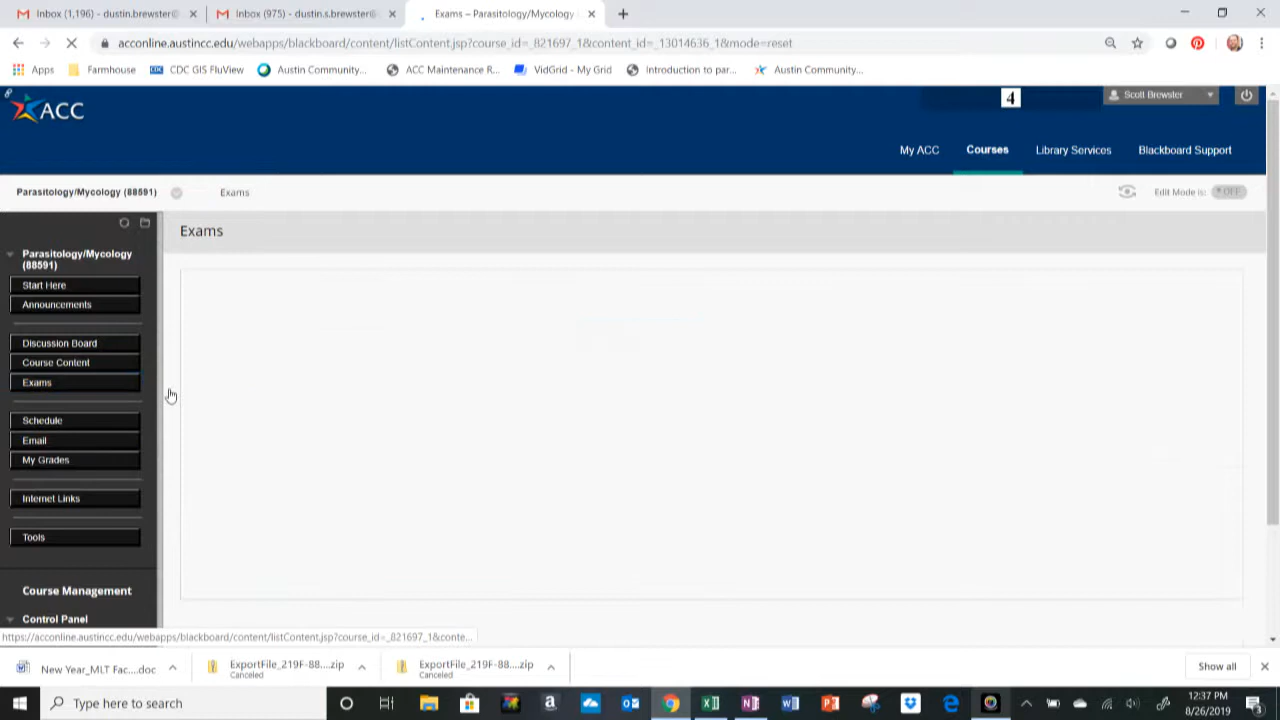 Inbox (1,196) - dustin.brewster@
Inbox (975) - dustin.s.brewster@
Exams – Parasitology/Mycology
acconline.austincc.edu/webapps/blackboard/content/listContent.jsp?course_id=_821697_1&content_id=_13014636_1&mode=reset
Apps
Farmhouse
CDC GIS FluView
Austin Community...
ACC Maintenance R...
VidGrid - My Grid
Introduction to par...
Austin Community...
ACC
4
Scott Brewster
My ACC
Courses
Library Services
Blackboard Support
Parasitology/Mycology (88591)
Exams
Edit Mode is:
OFF
Exams
Parasitology/Mycology
(88591)
Start Here
Announcements
Discussion Board
Course Content
Exams
Schedule
Email
My Grades
Internet Links
Tools
Course Management
Control Panel
https://acconline.austincc.edu/webapps/blackboard/content/listContent.jsp?course_id=_821697_1&conte...
New Year_MLT Fac....doc
ExportFile_219F-88....zip
Canceled
ExportFile_219F-88....zip
Canceled
Show all
Type here to search
12:37 PM
8/26/2019
3